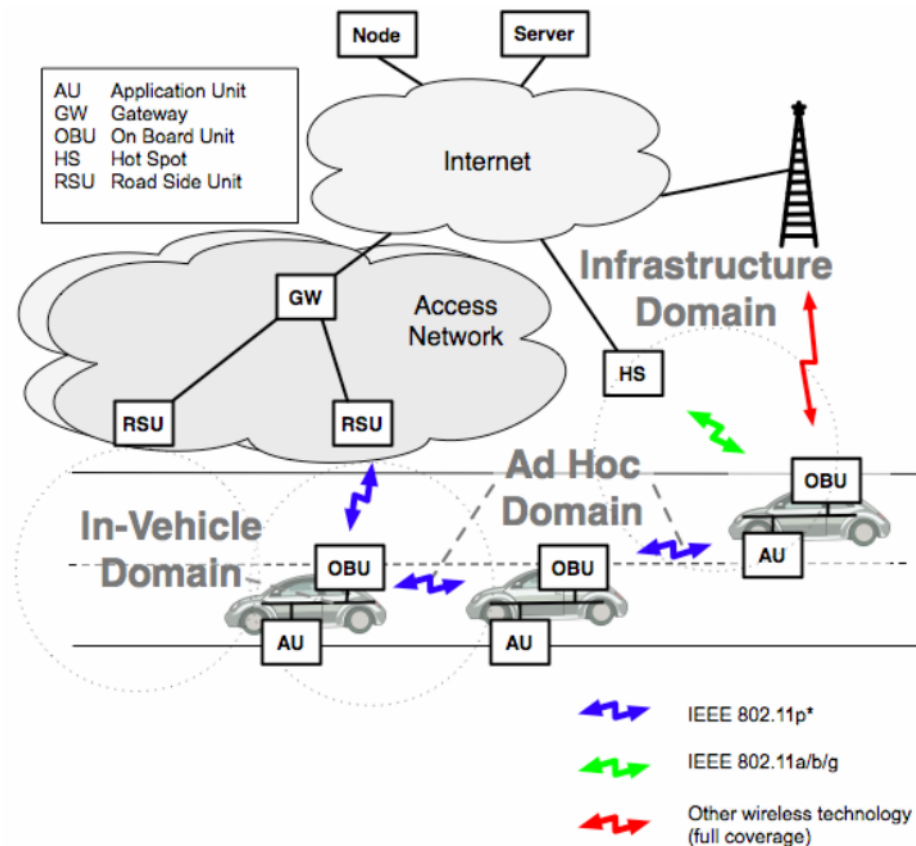 Node
Server
AU Application Unit
GW Gateway
OBU On Board Unit
HS Hot Spot
RSU Road Side Unit
Internet
Infrastructure
Domain
GW
Access
Network
HS
RSU
RSU
Ad Hoc
Domain
OBU
In-Vehicle
Domain
OBU
OBU
AU
AU
AU
IEEE 802.11p*
IEEE 802.11a/b/g
Other wireless technology
(full coverage)